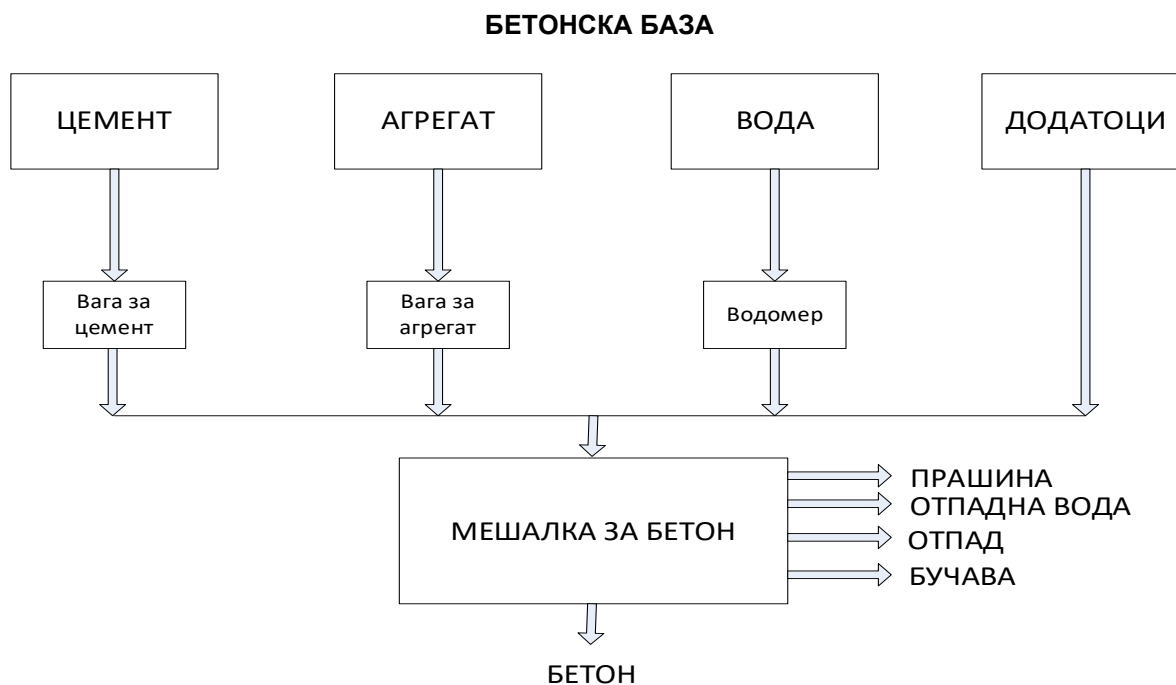 БЕТОНСКА БАЗА
ЦЕМЕНТ
АГРЕГАТ
ВОДА
ДОДАТОЦИ
Вага за
цемент
Вага за
агрегат
Водомер
МЕШАЛКА ЗА БЕТОН
ПРАШИНА
ОТПАДНА ВОДА
ОТПАД
БУЧАВА
БЕТОН